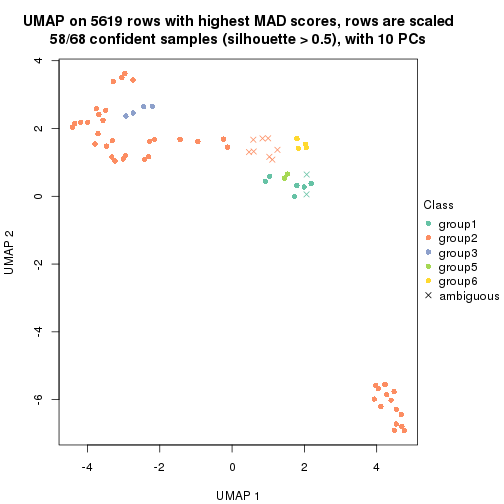 UMAP on 5619 rows with highest MAD scores, rows are scaled
58/68 confident samples (silhouette > 0.5), with 10 PCs
4
2
0
-2
-4
-6
UMAP 2
-4
-2
0
2
4
UMAP 1
Class
group1
group2
group3
group5
group6
ambiguous